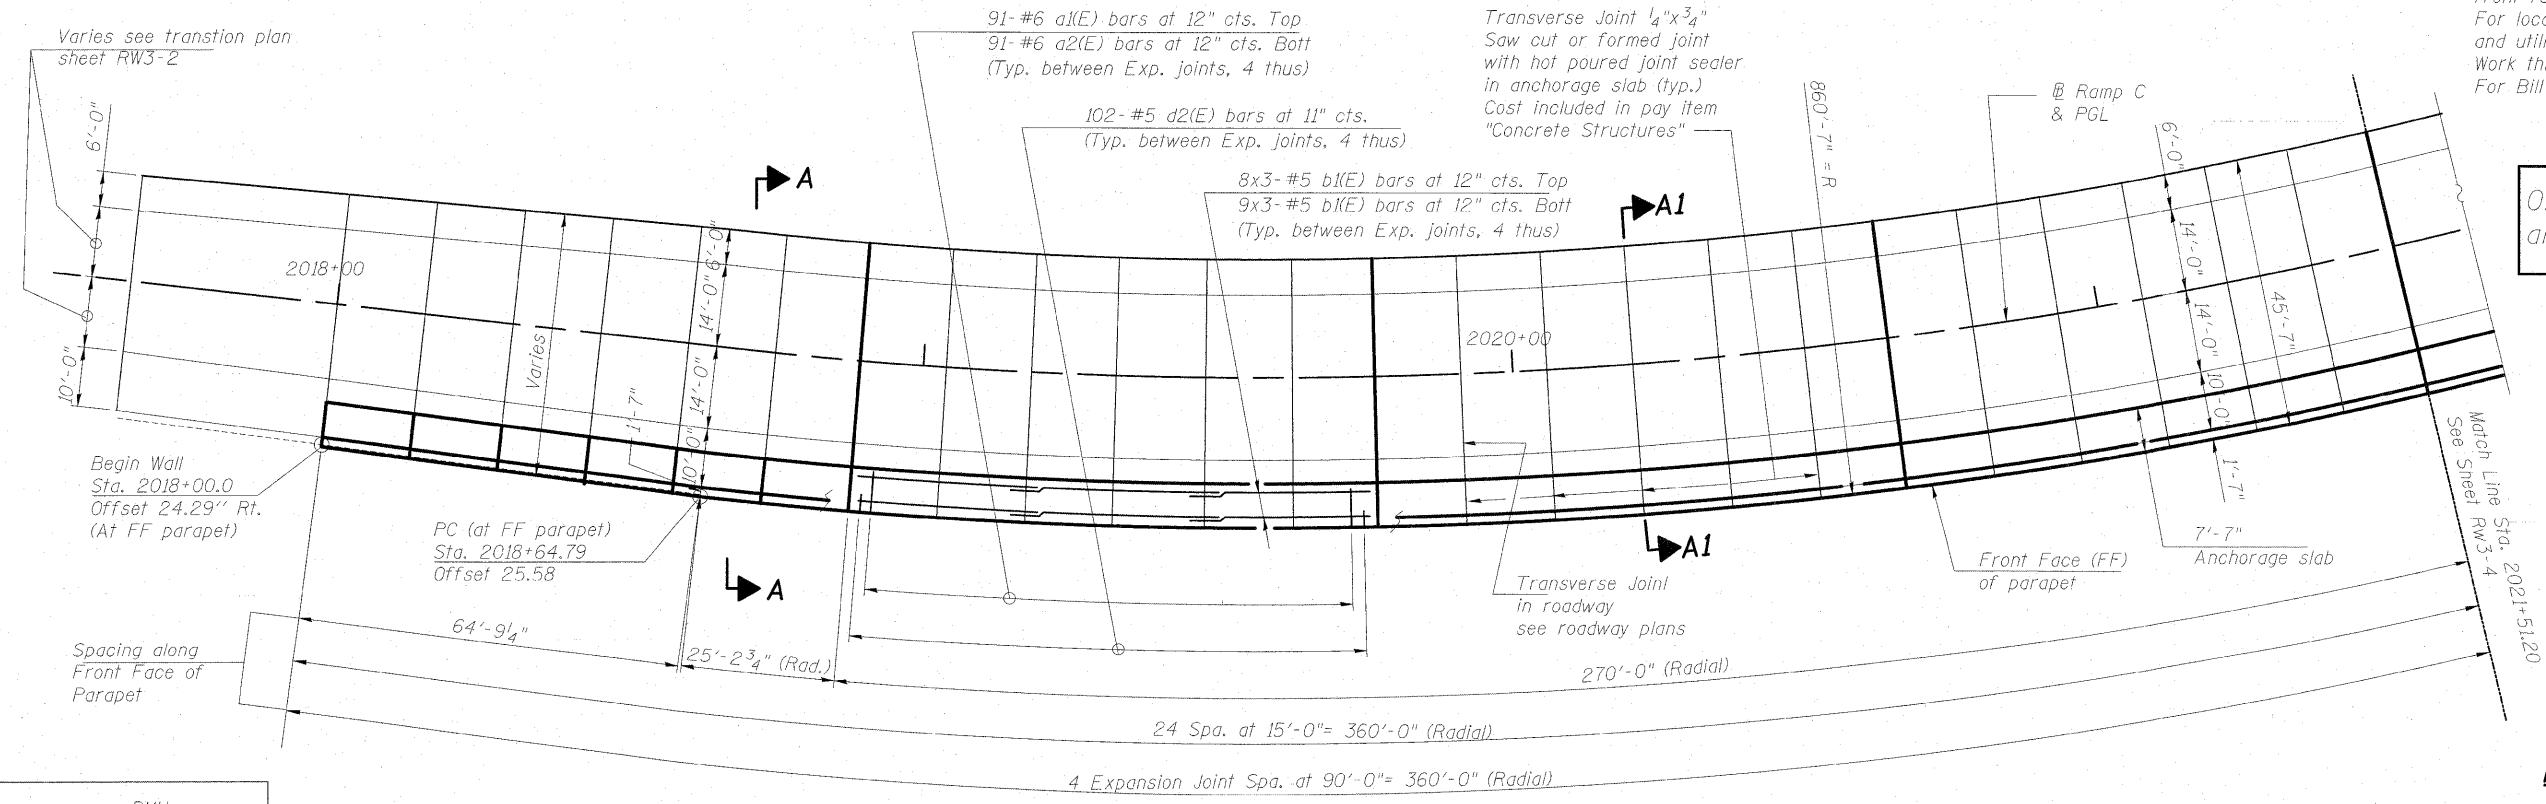 Varies see transtion plan
sheet RW3-2
91-#6 a1(E) bars at 12" cts. Top
91-#6 a2(E) bars at 12" cts. Bott
(Typ. between Exp. joints, 4 thus)
102-#5 d2(E) bars at 11" cts.
(Typ. between Exp. joints, 4 thus)
8x3-#5 b1(E) bars at 12" cts. Top
9x3-#5 b1(E) bars at 12" cts. Bott
(Typ. between Exp. joints, 4 thus)
Transverse Joint 1/4"x3/4"
Saw cut or formed joint
with hot poured joint sealer
in anchorage slab (typ.)
Cost included in pay item
"Concrete Structures"
860'-7" = R
Ramp C
& PGL
For loc
and util
Work th
For Bill
6'-0"
10'-0"
A
A1
2018+00
Varies
6'-0"
14'-0"
14'-0"
10'-0"
1'-7"
2020+00
6'-0"
14'-0"
14'-0"
10'-0"
45'-7"
1'-7"
Begin Wall
Sta. 2018+00.0
Offset 24.29'' Rt.
(At FF parapet)
PC (at FF parapet)
Sta. 2018+64.79
Offset 25.58
A
A1
Transverse Joint
in roadway
see roadway plans
Front Face (FF)
of parapet
7'-7"
Anchorage slab
Match Line Sta. 2021+51.20
See Sheet RW3-4
Spacing along
Front Face of
Parapet
64'-9 1/4"
25'-2 3/4" (Rad.)
270'-0" (Radial)
24 Spa. at 15'-0"= 360'-0" (Radial)
4 Expansion Joint Spa. at 90'-0"= 360'-0" (Radial)